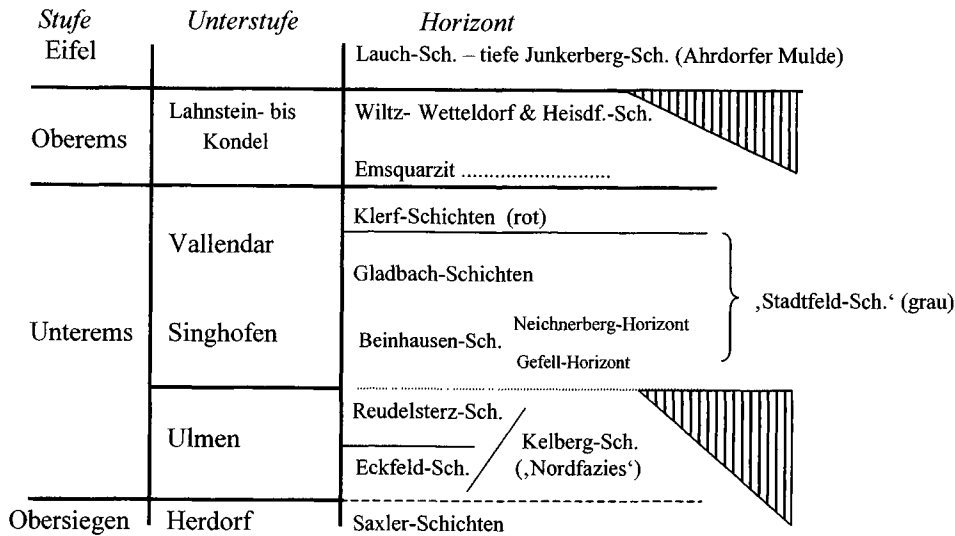 Stufe Unterstufe Horizont
Eifel
Lauch-Sch. – tiefe Junkerberg-Sch. (Ahrdorfer Mulde)
Oberems
Lahnstein- bis
Kondel
Wiltz- Wetteldorf & Heisdf.-Sch.
Emsquarzit ...........................
Unterems
Vallendar
Klerf-Schichten (rot)
Gladbach-Schichten
‚Stadtfeld-Sch.‘ (grau)
Singhofen
Beinhausen-Sch.
Neichnerberg-Horizont
Gefell-Horizont
Ulmen
Reudelsterz-Sch.
Eckfeld-Sch.
Kelberg-Sch.
(‚Nordfazies‘)
Obersiegen Herdorf Saxler-Schichten